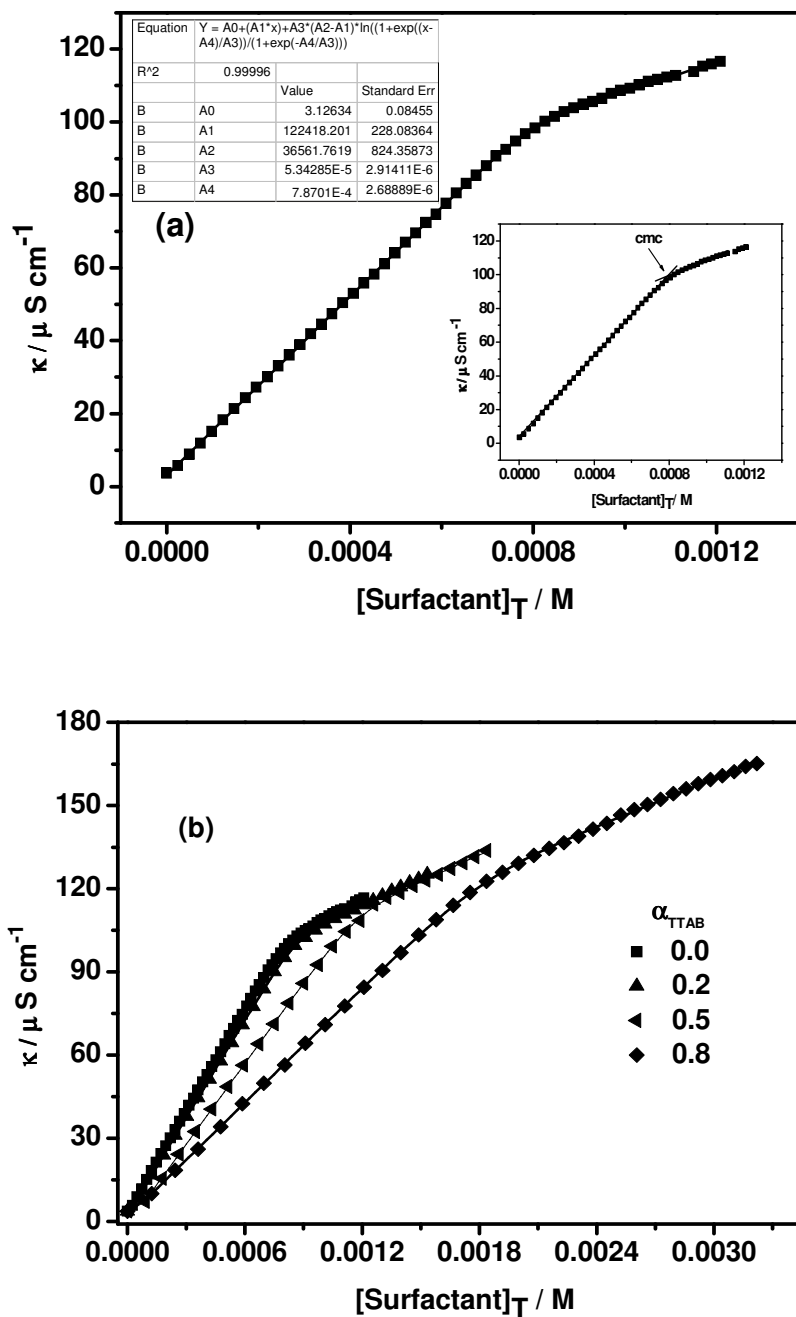 Equation Y = A0+(A1*x)+A3*(A2-A1)*ln((1+exp((x-
A4)/A3))/(1+exp(-A4/A3)))
R^2 0.99996
Value Standard Err
B A0 3.12634 0.08455
B A1 122418.201 228.08364
B A2 36561.7619 824.35873
B A3 5.34285E-5 2.91411E-6
B A4 7.8701E-4 2.68889E-6
(a)
120
100
80
60
40
20
0
κ / μ S cm⁻¹
0.0000 0.0004 0.0008 0.0012
[Surfactant]T / M
cmc
120
100
80
60
40
20
0
κ / μ S cm⁻¹
0.0000 0.0004 0.0008 0.0012
[Surfactant]T / M
(b)
180
150
120
90
60
30
0
κ / μ S cm⁻¹
αTTAB
0.0
0.2
0.5
0.8
0.0000 0.0006 0.0012 0.0018 0.0024 0.0030
[Surfactant]T / M